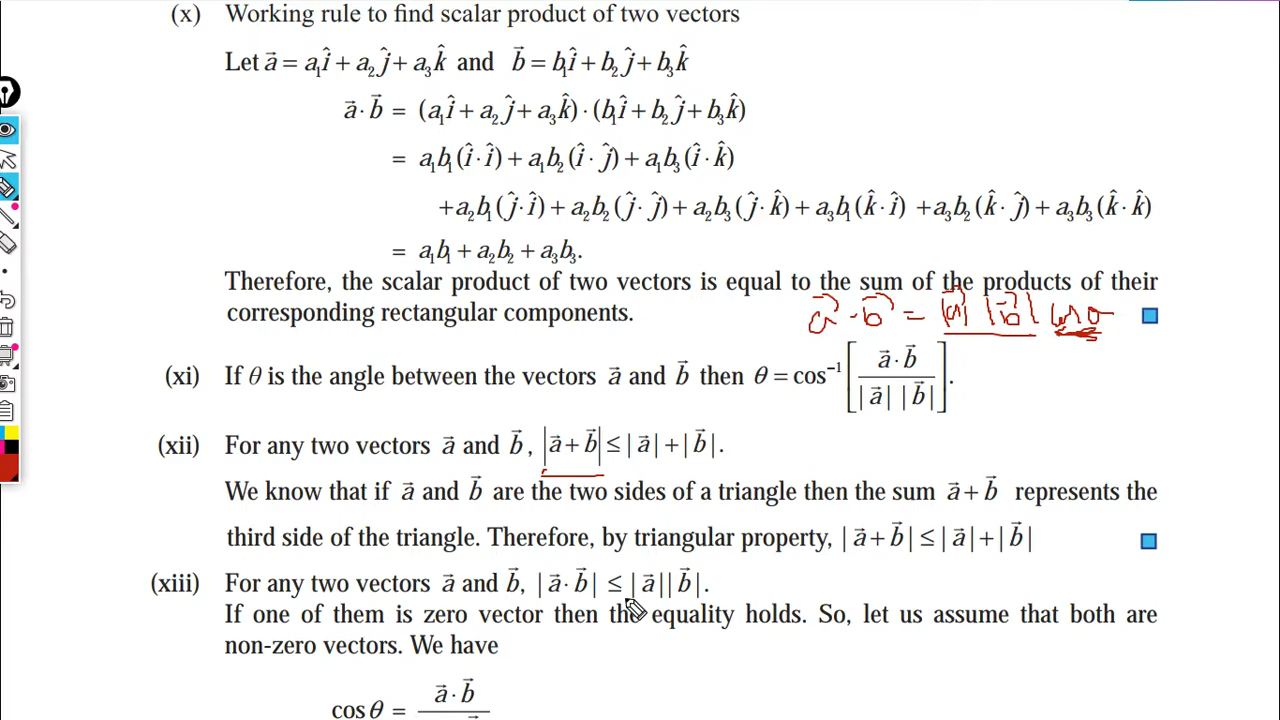 (x) Working rule to find scalar product of two vectors
Let a⃗ = a₁î + a₂ĵ + a₃k̂ and b⃗ = b₁î + b₂ĵ + b₃k̂
a⃗ · b⃗ = (a₁î + a₂ĵ + a₃k̂) · (b₁î + b₂ĵ + b₃k̂)
= a₁b₁(î · î) + a₁b₂(î · ĵ) + a₁b₃(î · k̂)
+a₂b₁(ĵ · î) + a₂b₂(ĵ · ĵ) + a₂b₃(ĵ · k̂) + a₃b₁(k̂ · î) + a₃b₂(k̂ · ĵ) + a₃b₃(k̂ · k̂)
= a₁b₁ + a₂b₂ + a₃b₃.
Therefore, the scalar product of two vectors is equal to the sum of the products of their
corresponding rectangular components.
a⃗ · b⃗ = |a⃗| |b⃗| cos θ
(xi) If θ is the angle between the vectors a⃗ and b⃗ then θ = cos⁻¹ [ a⃗ · b⃗ / |a⃗| |b⃗| ].
(xii) For any two vectors a⃗ and b⃗, |a⃗ + b⃗| ≤ |a⃗| + |b⃗|.
We know that if a⃗ and b⃗ are the two sides of a triangle then the sum a⃗ + b⃗ represents the
third side of the triangle. Therefore, by triangular property, |a⃗ + b⃗| ≤ |a⃗| + |b⃗|
(xiii) For any two vectors a⃗ and b⃗, |a⃗ · b⃗| ≤ |a⃗||b⃗|.
If one of them is zero vector then the equality holds. So, let us assume that both are
non-zero vectors. We have
cos θ = a⃗ · b⃗